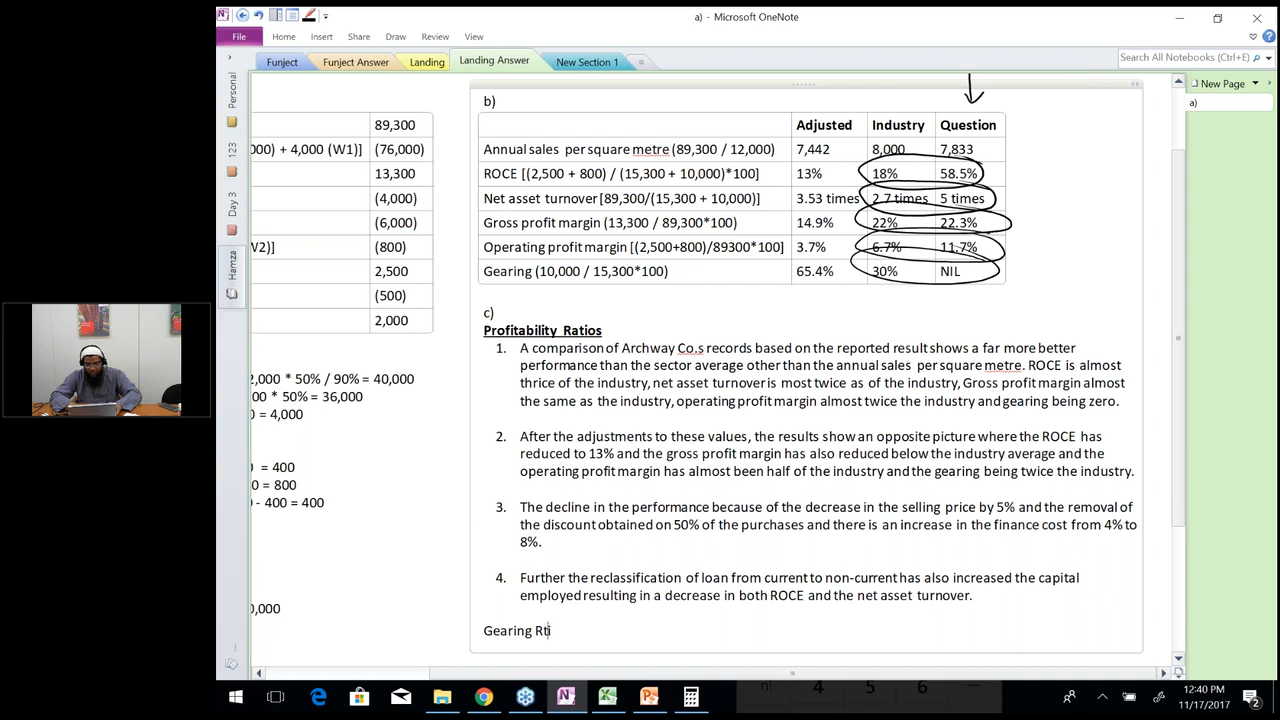 a) - Microsoft OneNote
File Home Insert Share Draw Review View
Funject Funject Answer Landing Landing Answer New Section 1
Search All Notebooks (Ctrl+E)
New Page
a)
Personal
123
Day 3
Hamza
89,300
000) + 4,000 (W1)] (76,000)
13,300
(4,000)
(6,000)
W2)] (800)
2,500
(500)
2,000
2,000 * 50% / 90% = 40,000
00 * 50% = 36,000
0 = 4,000
0 = 400
0 = 800
0 - 400 = 400
0,000
b)
Adjusted Industry Question
Annual sales per square metre (89,300 / 12,000) 7,442 8,000 7,833
ROCE [(2,500 + 800) / (15,300 + 10,000)*100] 13% 18% 58.5%
Net asset turnover [89,300/(15,300 + 10,000)] 3.53 times 2.7 times 5 times
Gross profit margin (13,300 / 89,300*100) 14.9% 22% 22.3%
Operating profit margin [(2,500+800)/89300*100] 3.7% 6.7% 11.7%
Gearing (10,000 / 15,300*100) 65.4% 30% NIL
c)
Profitability Ratios
1. A comparison of Archway Co,s records based on the reported result shows a far more better
performance than the sector average other than the annual sales per square metre. ROCE is almost
thrice of the industry, net asset turnover is most twice as of the industry, Gross profit margin almost
the same as the industry, operating profit margin almost twice the industry and gearing being zero.
2. After the adjustments to these values, the results show an opposite picture where the ROCE has
reduced to 13% and the gross profit margin has also reduced below the industry average and the
operating profit margin has almost been half of the industry and the gearing being twice the industry.
3. The decline in the performance because of the decrease in the selling price by 5% and the removal of
the discount obtained on 50% of the purchases and there is an increase in the finance cost from 4% to
8%.
4. Further the reclassification of loan from current to non-current has also increased the capital
employed resulting in a decrease in both ROCE and the net asset turnover.
Gearing Rti
n! 4 5 6
12:40 PM
11/17/2017
2